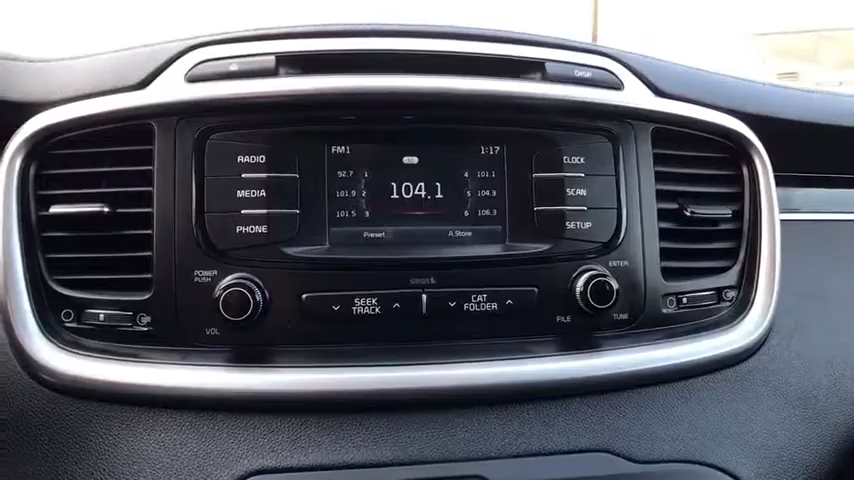 DISP
RADIO
MEDIA
PHONE
FM1
1:17
92.7 1
101.9 2
101.5 3
104.1
4 101.1
5 104.3
6 106.3
Preset
A.Store
CLOCK
SCAN
SETUP
POWER
PUSH
VOL
SEEK
TRACK
CAT
FOLDER
ENTER
FILE
TUNE